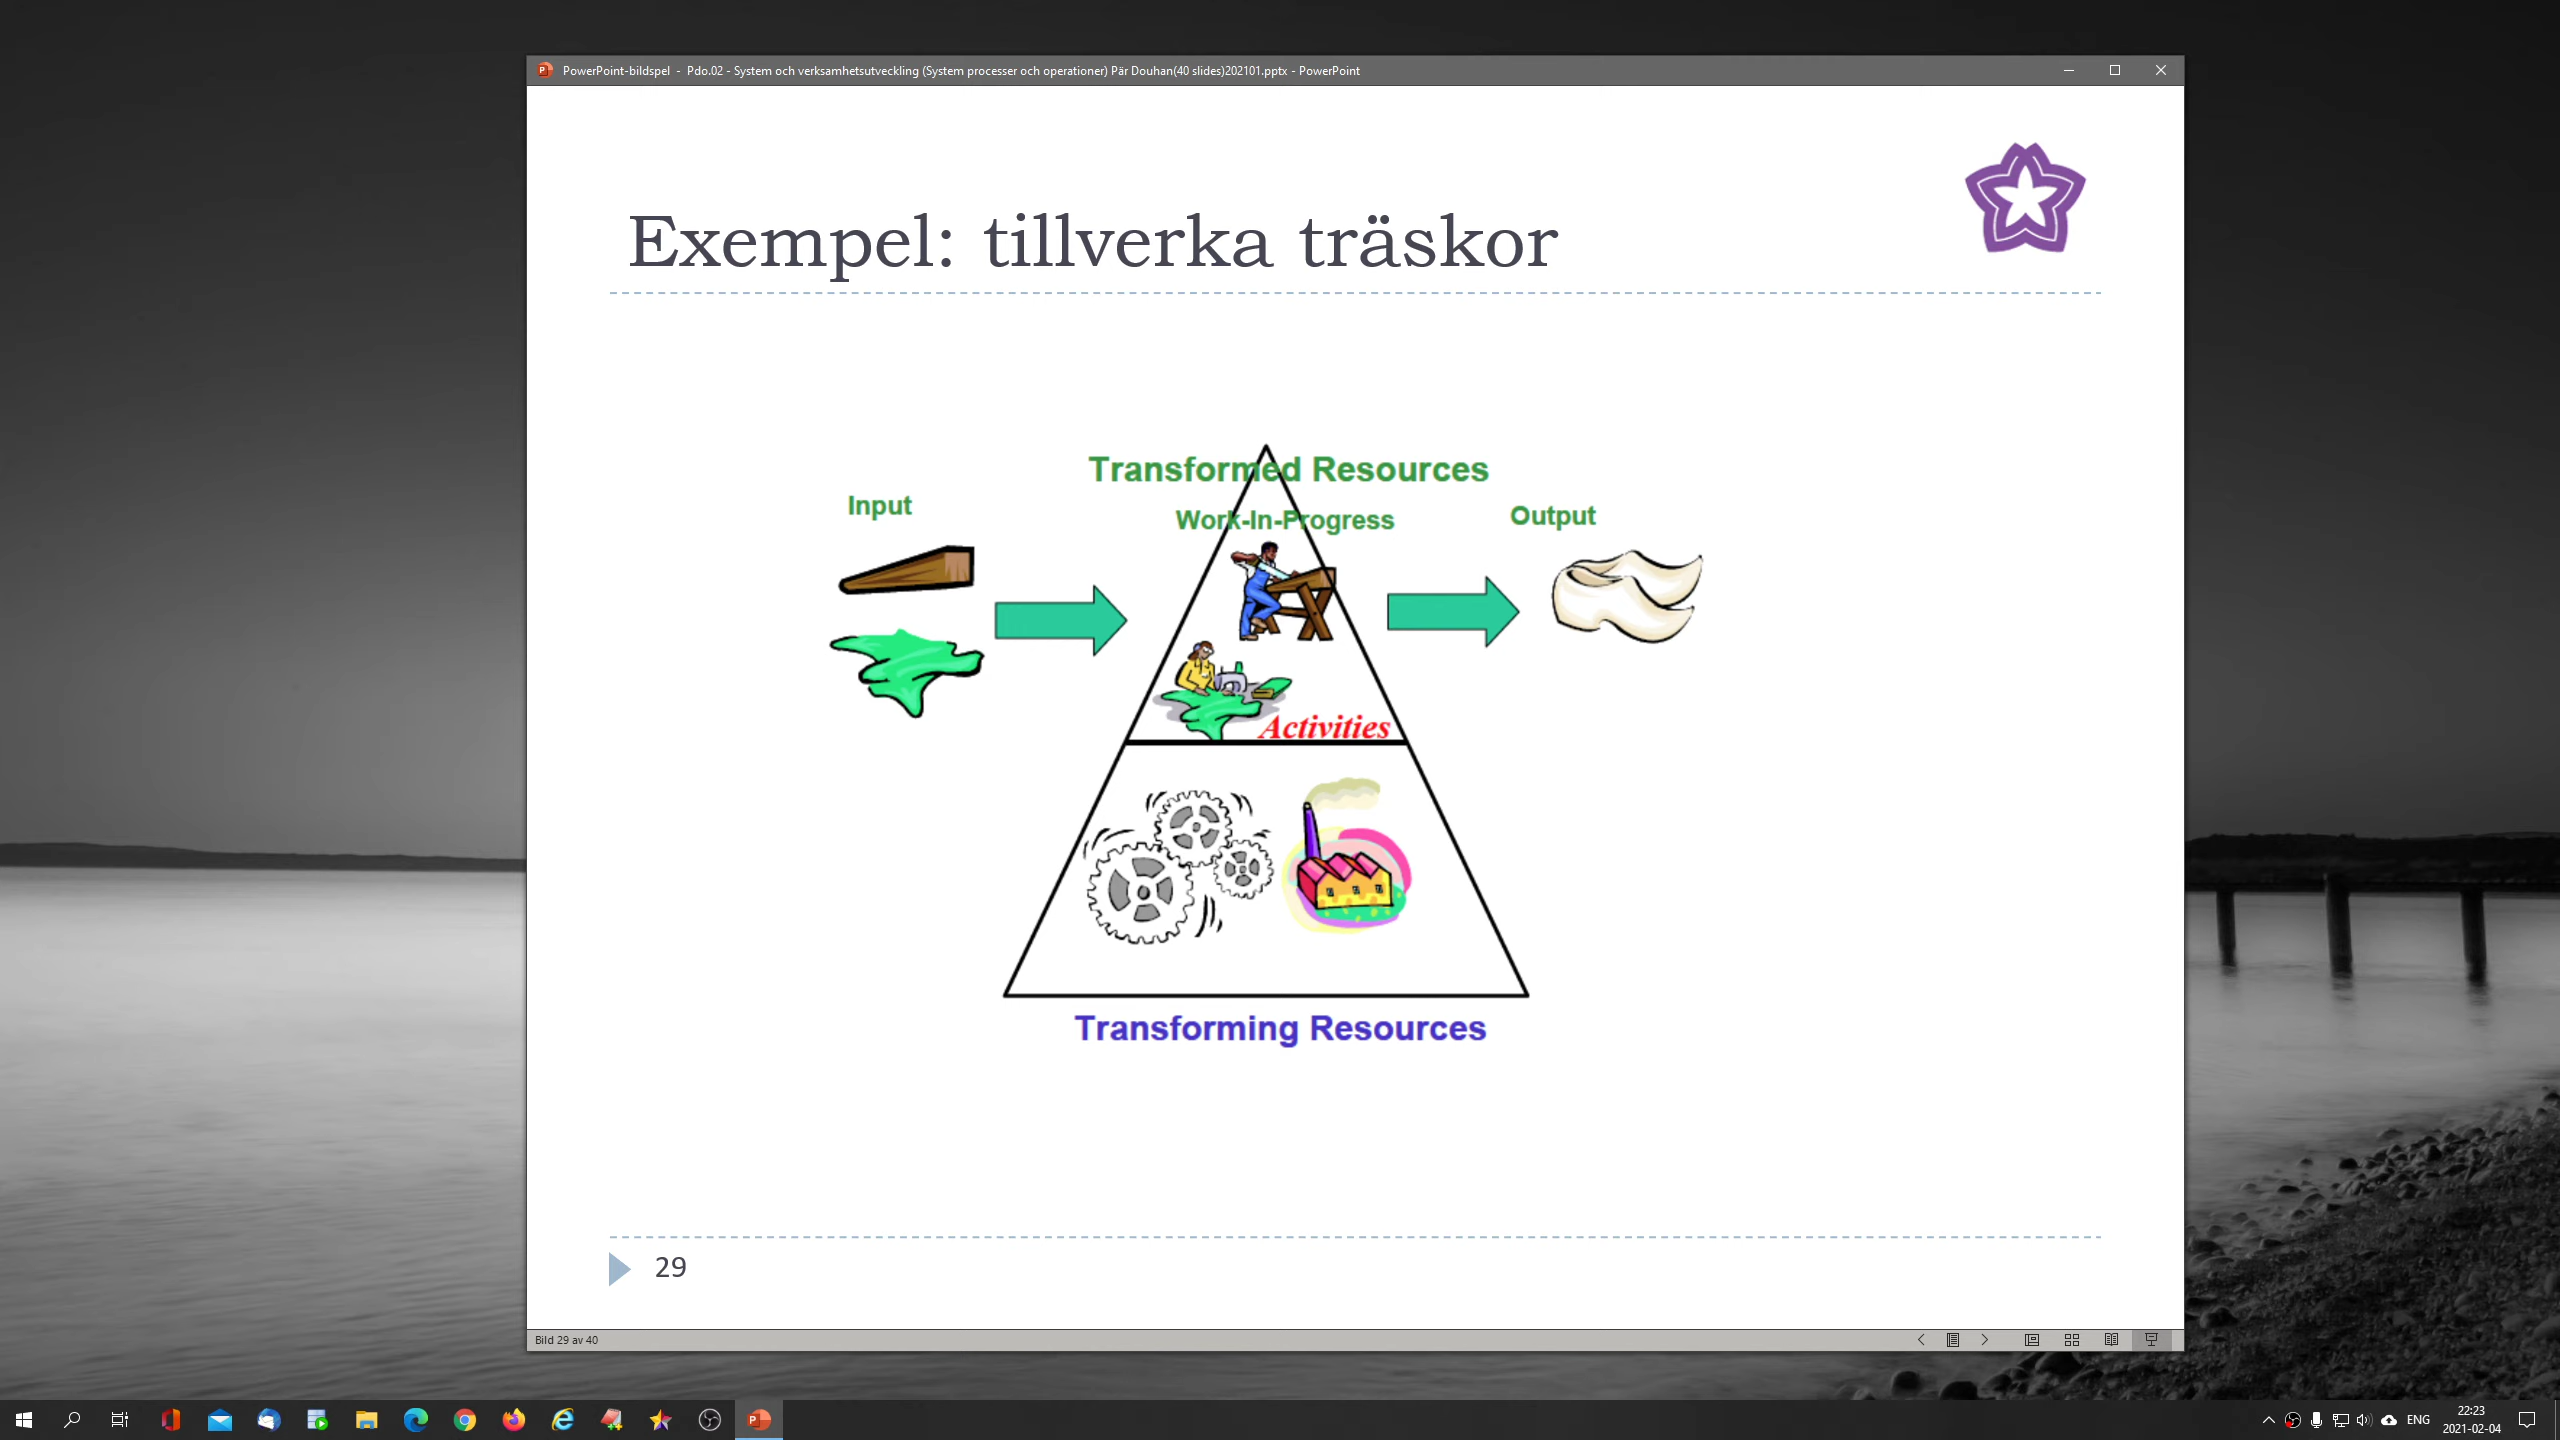 PowerPoint-bildspel - Pdo.02 - System och verksamhetsutveckling (System processer och operationer) Pär Douhan(40 slides)202101.pptx - PowerPoint
Exempel: tillverka träskor
Transformed Resources
Input
Work-In-Progress
Output
Activities
Transforming Resources
29
Bild 29 av 40
ENG
22:23
2021-02-04